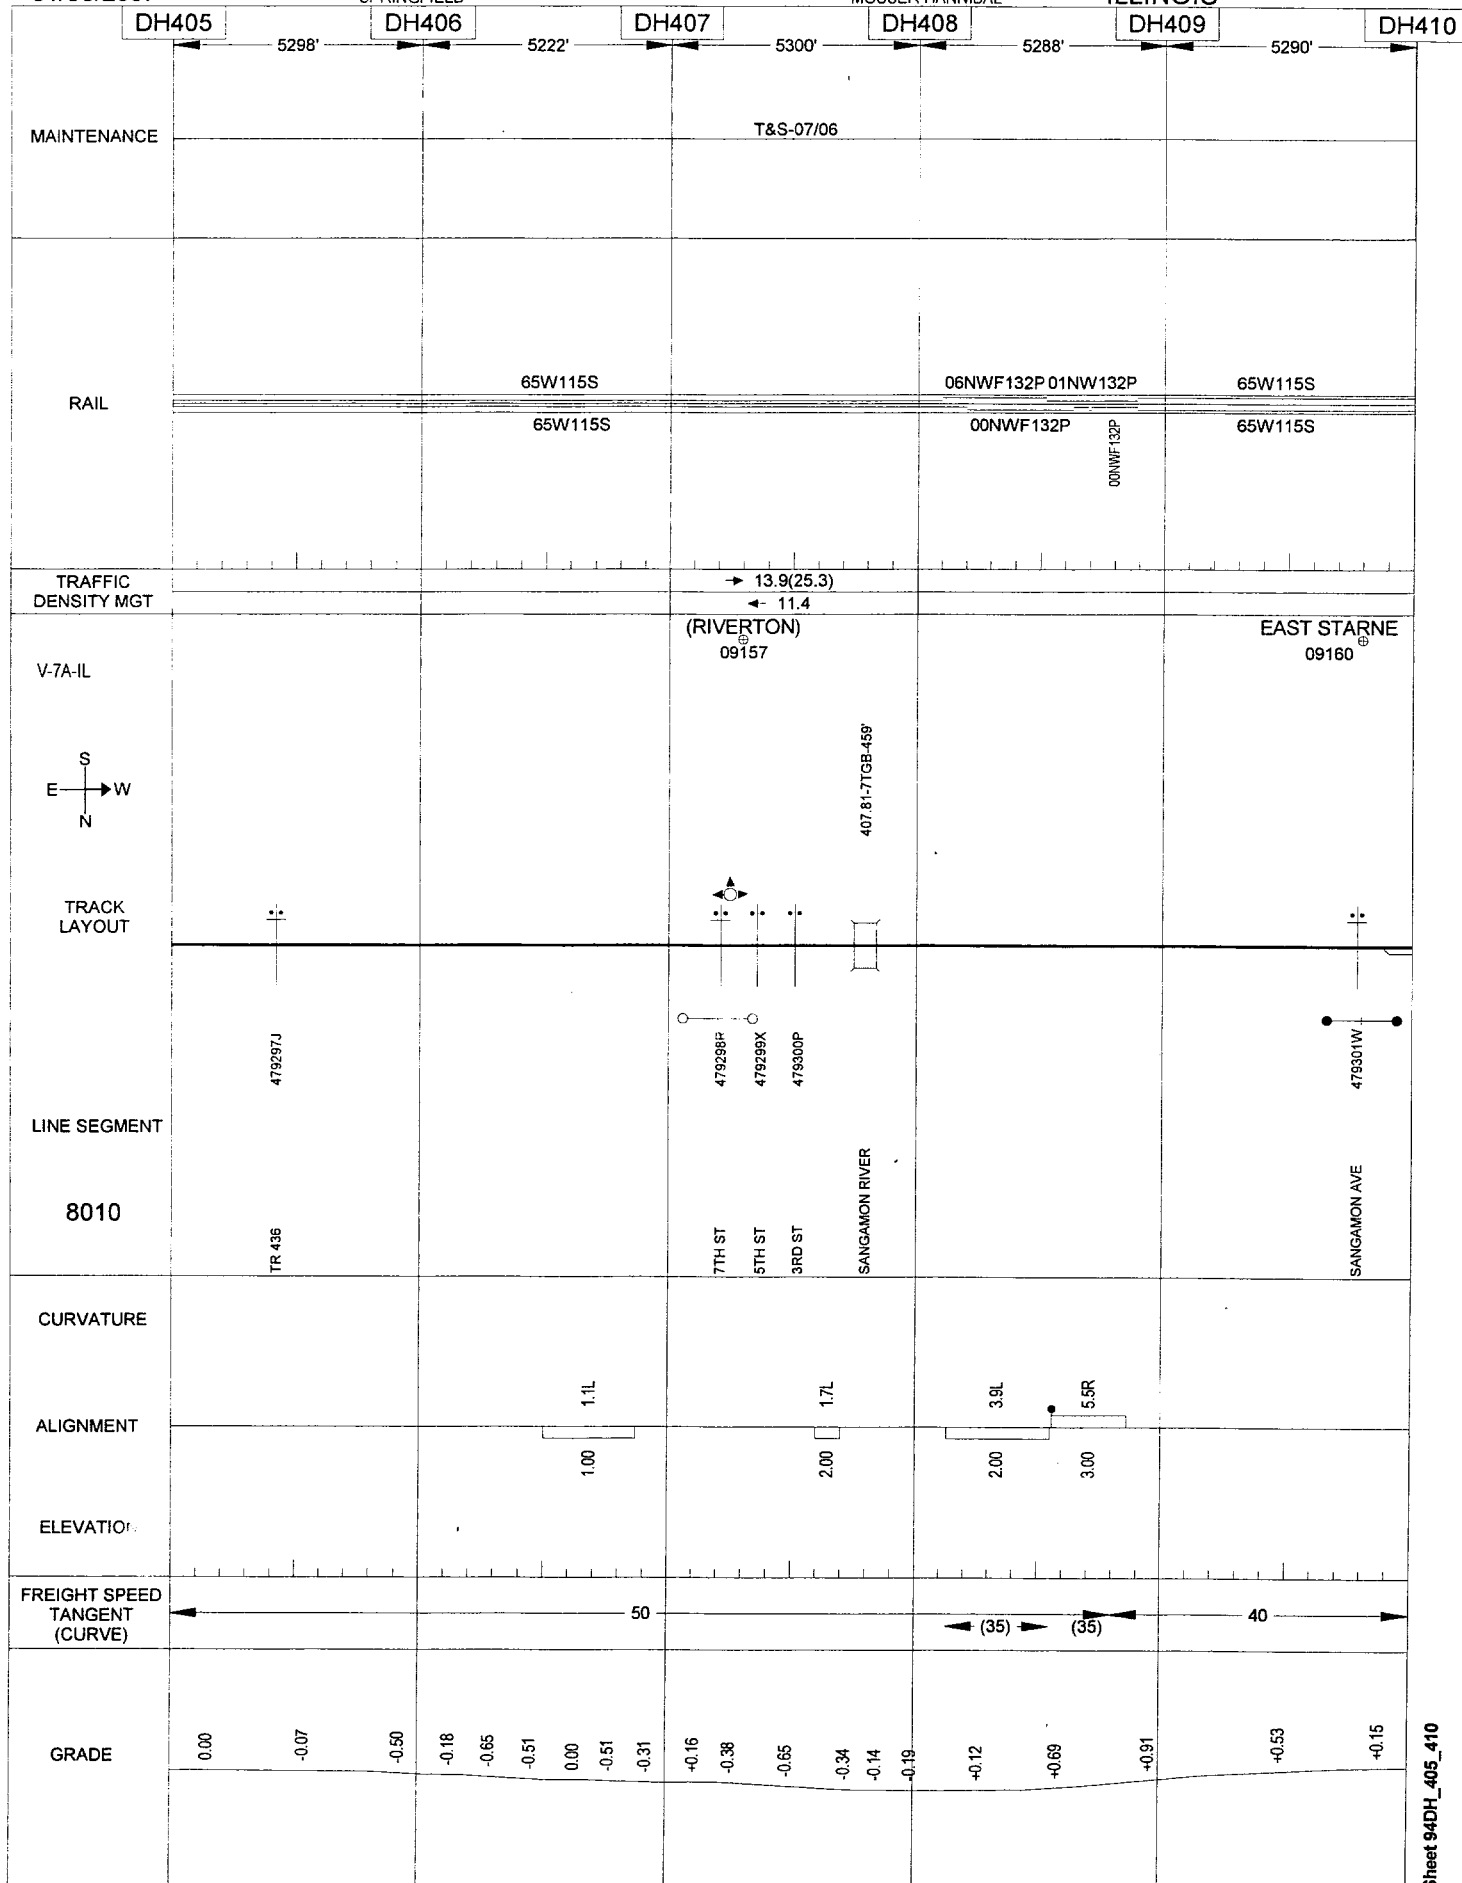 ILLINOIS
DH405 DH406 DH407 DH408 DH409 DH410
5298' 5222' 5300' 5288' 5290'
MAINTENANCE
T&S-07/06
65W115S 06NWF132P 01NW132P 65W115S
RAIL
65W115S 00NWF132P 65W115S
00NWF132P
TRAFFIC
DENSITY MGT
13.9(25.3)
11.4
(RIVERTON) EAST STARNE
09157 09160
V-7A-IL
S
E W
N
407.81-7TGB-459'
TRACK
LAYOUT
479297J 479298R 479299X 479300P 479301W
LINE SEGMENT
8010
TR 436 7TH ST 5TH ST 3RD ST SANGAMON RIVER SANGAMON AVE
CURVATURE
1.1L 1.7L 3.9L 5.5R
ALIGNMENT
1.00 2.00 2.00 3.00
ELEVATIO
FREIGHT SPEED
TANGENT
(CURVE)
50 40
(35) (35)
GRADE
0.00 -0.07 -0.50 -0.18 -0.65 -0.51 0.00 -0.51 -0.31 +0.16 -0.38 -0.65 -0.34 -0.14 -0.19 +0.12 +0.69 +0.91 +0.53 +0.15
Sheet 94DH_405_410